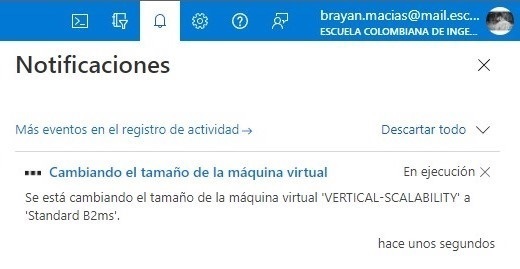 brayan.macias@mail.esc...
ESCUELA COLOMBIANA DE INGE...
Notificaciones
Más eventos en el registro de actividad →
Descartar todo
Cambiando el tamaño de la máquina virtual
En ejecución
Se está cambiando el tamaño de la máquina virtual 'VERTICAL-SCALABILITY' a
'Standard B2ms'.
hace unos segundos